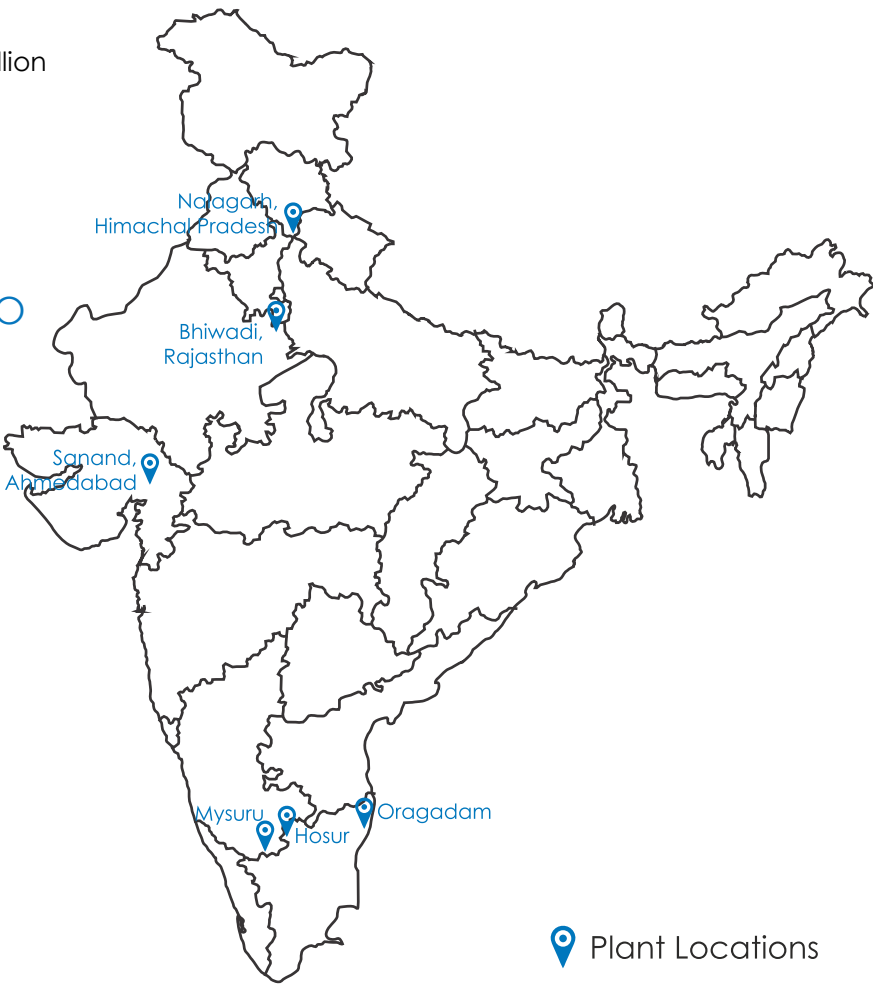 llion
Nalagarh,
Himachal Pradesh
Bhiwadi,
Rajasthan
Sanand,
Ahmedabad
Mysuru
Hosur
Oragadam
Plant Locations